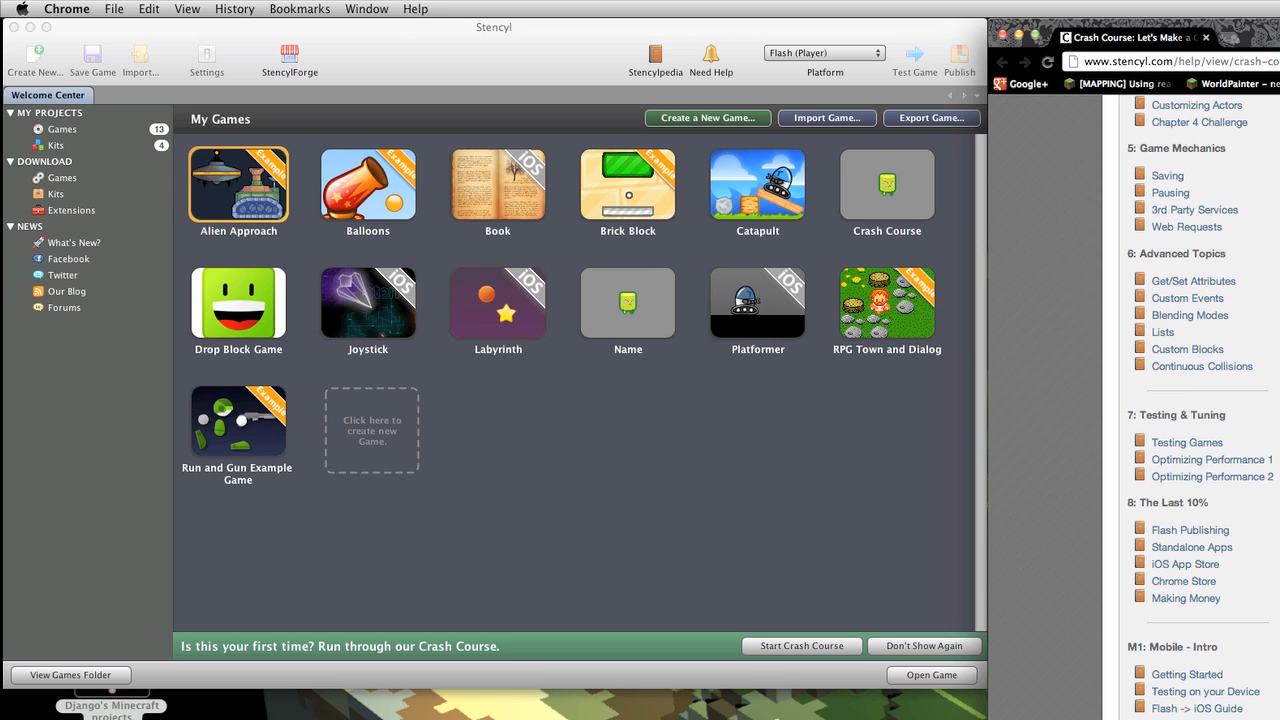 Chrome File Edit View History Bookmarks Window Help
Stencyl
Create New... Save Game Import... Settings StencylForge Stencylpedia Need Help Flash (Player) Platform Test Game Publish
Welcome Center
MY PROJECTS
Games 13
Kits 4
DOWNLOAD
Games
Kits
Extensions
NEWS
What's New?
Facebook
Twitter
Our Blog
Forums
My Games Create a New Game... Import Game... Export Game...
Example Example iOS Example
Alien Approach Balloons Book Brick Block Catapult Crash Course
iOS iOS iOS Example
Drop Block Game Joystick Labyrinth Name Platformer RPG Town and Dialog
Example
Run and Gun Example
Game
Click here to
create new
Game.
Is this your first time? Run through our Crash Course. Start Crash Course Don't Show Again
View Games Folder Open Game
Django's Minecraft
projects
Crash Course: Let's Make a
www.stencyl.com/help/view/crash-co
Google+ [MAPPING] Using rea WorldPainter – ne
Customizing Actors
Chapter 4 Challenge
5: Game Mechanics
Saving
Pausing
3rd Party Services
Web Requests
6: Advanced Topics
Get/Set Attributes
Custom Events
Blending Modes
Lists
Custom Blocks
Continuous Collisions
7: Testing & Tuning
Testing Games
Optimizing Performance 1
Optimizing Performance 2
8: The Last 10%
Flash Publishing
Standalone Apps
iOS App Store
Chrome Store
Making Money
M1: Mobile - Intro
Getting Started
Testing on your Device
Flash -> iOS Guide